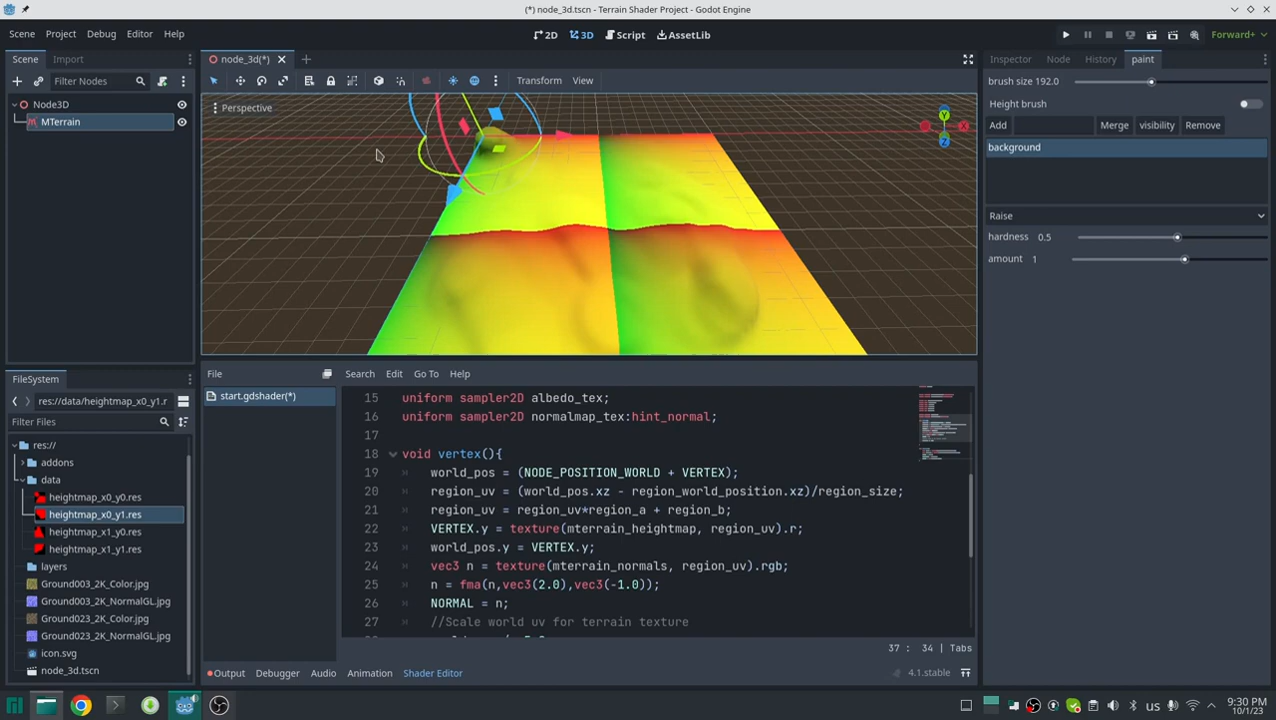 (*) node_3d.tscn - Terrain Shader Project - Godot Engine
Scene Project Debug Editor Help
2D 3D Script AssetLib
Forward+
Scene Import
node_3d(*)
Inspector Node History paint
Filter Nodes
Transform View
brush size 192.0
Node3D
Perspective
Y
X
Z
Height brush
MTerrain
Add Merge visibility Remove
background
Raise
hardness 0.5
amount 1
FileSystem
res://data/heightmap_x0_y1.r
Filter Files
res://
addons
data
heightmap_x0_y0.res
heightmap_x0_y1.res
heightmap_x1_y0.res
heightmap_x1_y1.res
layers
Ground003_2K_Color.jpg
Ground003_2K_NormalGL.jpg
Ground023_2K_Color.jpg
Ground023_2K_NormalGL.jpg
icon.svg
node_3d.tscn
File
start.gdshader(*)
Search Edit Go To Help
15 uniform sampler2D albedo_tex;
16 uniform sampler2D normalmap_tex:hint_normal;
17
18 void vertex(){
19 world_pos = (NODE_POSITION_WORLD + VERTEX);
20 region_uv = (world_pos.xz - region_world_position.xz)/region_size;
21 region_uv = region_uv*region_a + region_b;
22 VERTEX.y = texture(mterrain_heightmap, region_uv).r;
23 world_pos.y = VERTEX.y;
24 vec3 n = texture(mterrain_normals, region_uv).rgb;
25 n = fma(n,vec3(2.0),vec3(-1.0));
26 NORMAL = n;
27 //Scale world uv for terrain texture
37 : 34 | Tabs
Output Debugger Audio Animation Shader Editor
4.1.stable
us
9:30 PM
10/1/23